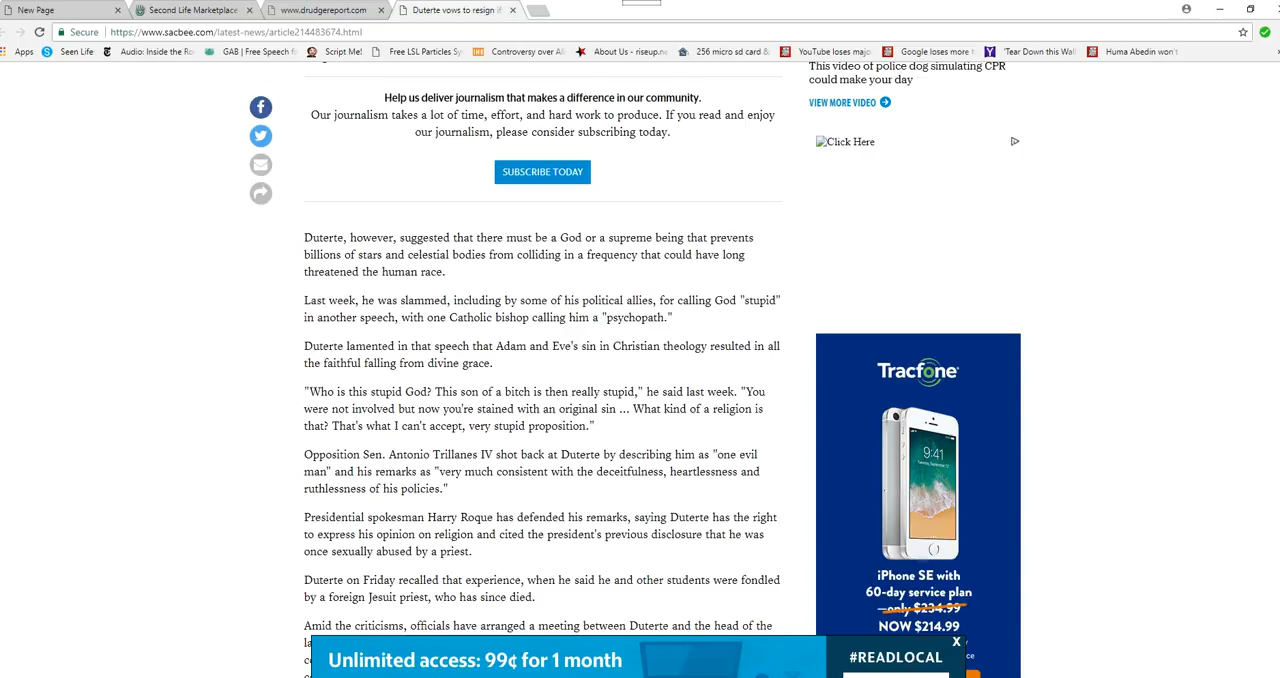 New Page
Second Life Marketplace
www.drudgereport.com
Duterte vows to resign if
Secure
https://www.sacbee.com/latest-news/article214483674.html
Apps
Seen Life
Audio: Inside the Ro
GAB | Free Speech f
Script Me!
Free LSL Particles Sy
Controversy over Al
About Us - riseup.ne
256 micro sd card &
YouTube loses majo
Google loses more t
'Tear Down this Wall
Huma Abedin won't
This video of police dog simulating CPR
could make your day
VIEW MORE VIDEO
Help us deliver journalism that makes a difference in our community.
Our journalism takes a lot of time, effort, and hard work to produce. If you read and enjoy
our journalism, please consider subscribing today.
SUBSCRIBE TODAY
Click Here
Duterte, however, suggested that there must be a God or a supreme being that prevents
billions of stars and celestial bodies from colliding in a frequency that could have long
threatened the human race.
Last week, he was slammed, including by some of his political allies, for calling God "stupid"
in another speech, with one Catholic bishop calling him a "psychopath."
Duterte lamented in that speech that Adam and Eve's sin in Christian theology resulted in all
the faithful falling from divine grace.
"Who is this stupid God? This son of a bitch is then really stupid," he said last week. "You
were not involved but now you're stained with an original sin ... What kind of a religion is
that? That's what I can't accept, very stupid proposition."
Opposition Sen. Antonio Trillanes IV shot back at Duterte by describing him as "one evil
man" and his remarks as "very much consistent with the deceitfulness, heartlessness and
ruthlessness of his policies."
Presidential spokesman Harry Roque has defended his remarks, saying Duterte has the right
to express his opinion on religion and cited the president's previous disclosure that he was
once sexually abused by a priest.
Duterte on Friday recalled that experience, when he said he and other students were fondled
by a foreign Jesuit priest, who has since died.
Amid the criticisms, officials have arranged a meeting between Duterte and the head of the
Tracfone
9:41
iPhone SE with
60-day service plan
only $234.99
NOW $214.99
Unlimited access: 99¢ for 1 month
#READLOCAL
X